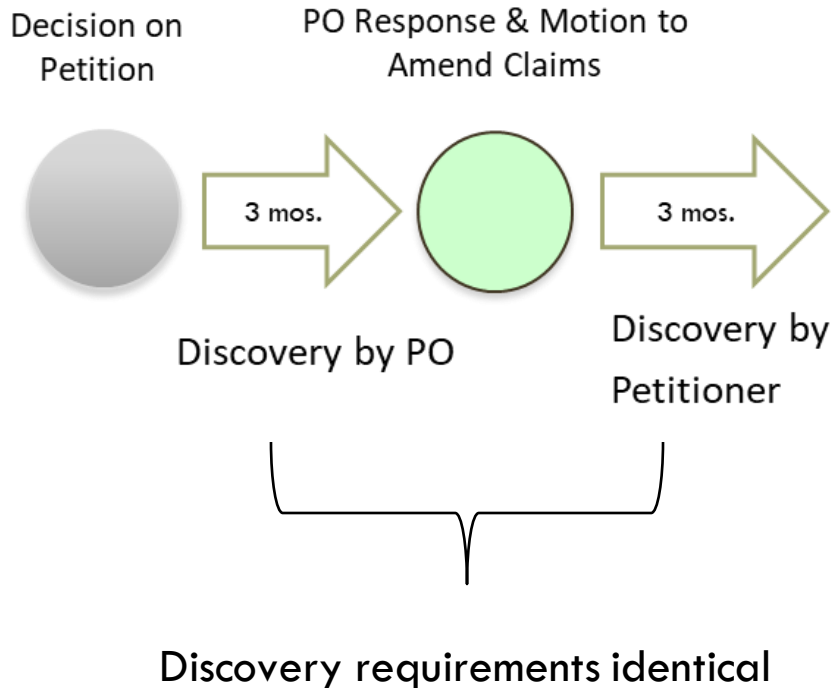 Decision on
Petition
PO Response & Motion to
Amend Claims
3 mos.
3 mos.
Discovery by PO
Discovery by
Petitioner
Discovery requirements identical